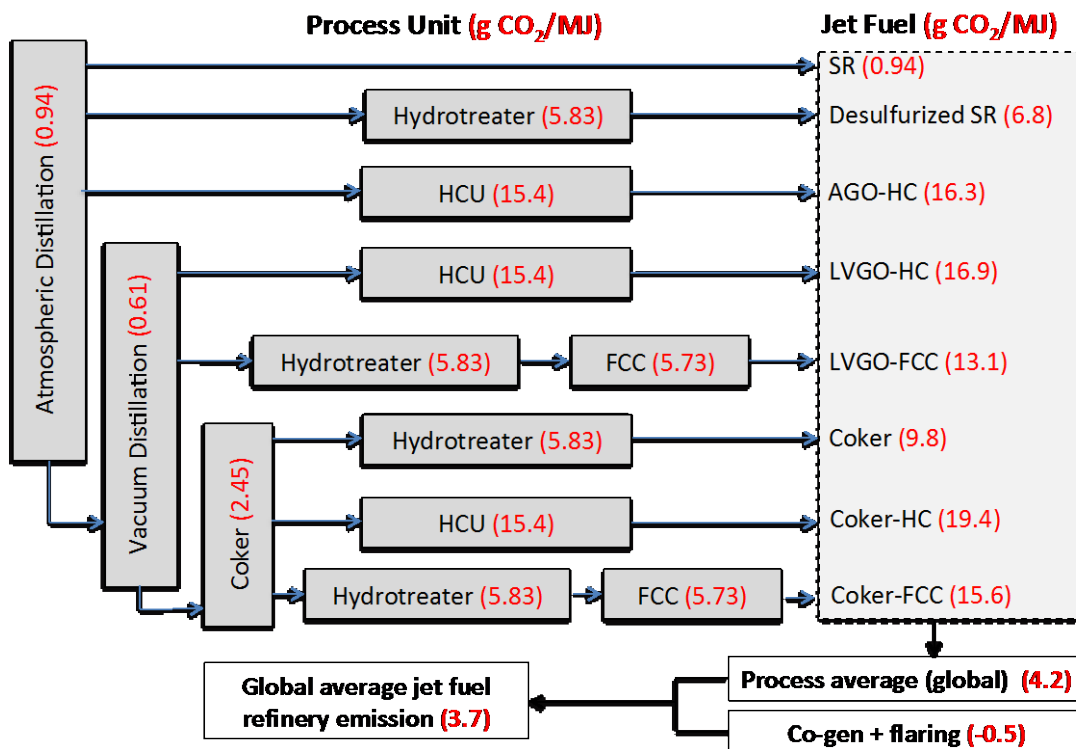 Process Unit (g CO₂/MJ)
Jet Fuel (g CO₂/MJ)
Atmospheric Distillation (0.94)
SR (0.94)
Hydrotreater (5.83)
Desulfurized SR (6.8)
HCU (15.4)
AGO-HC (16.3)
Vacuum Distillation (0.61)
HCU (15.4)
LVGO-HC (16.9)
Hydrotreater (5.83)
FCC (5.73)
LVGO-FCC (13.1)
Coker (2.45)
Hydrotreater (5.83)
Coker (9.8)
HCU (15.4)
Coker-HC (19.4)
Hydrotreater (5.83)
FCC (5.73)
Coker-FCC (15.6)
Global average jet fuel
refinery emission (3.7)
Process average (global) (4.2)
Co-gen + flaring (-0.5)